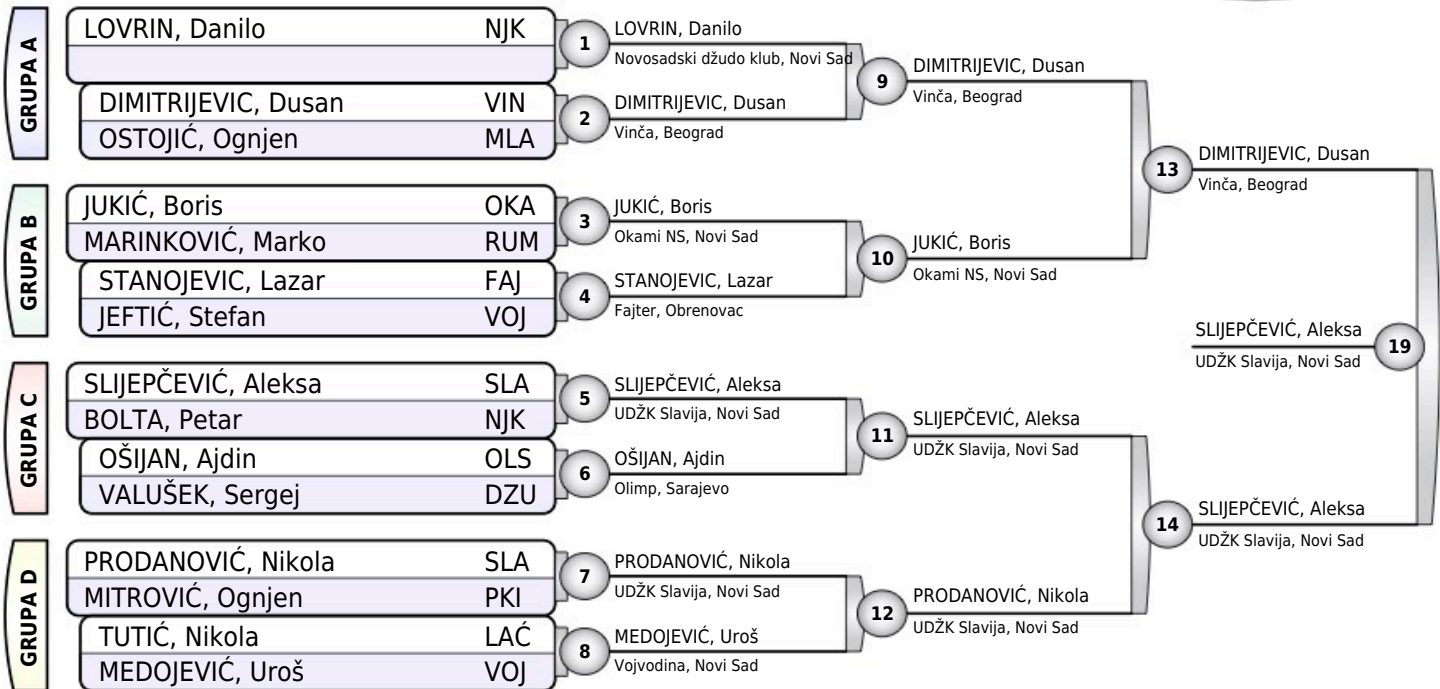 GRUPA A
LOVRIN, Danilo NJK
DIMITRIJEVIC, Dusan VIN
OSTOJIĆ, Ognjen MLA
GRUPA B
JUKIĆ, Boris OKA
MARINKOVIĆ, Marko RUM
STANOJEVIC, Lazar FAJ
JEFTIĆ, Stefan VOJ
GRUPA C
SLIJEPČEVIĆ, Aleksa SLA
BOLTA, Petar NJK
OŠIJAN, Ajdin OLS
VALUŠEK, Sergej DZU
GRUPA D
PRODANOVIĆ, Nikola SLA
MITROVIĆ, Ognjen PKI
TUTIĆ, Nikola LAĆ
MEDOJEVIĆ, Uroš VOJ
1
LOVRIN, Danilo
Novosadski džudo klub, Novi Sad
2
DIMITRIJEVIC, Dusan
Vinča, Beograd
3
JUKIĆ, Boris
Okami NS, Novi Sad
4
STANOJEVIC, Lazar
Fajter, Obrenovac
5
SLIJEPČEVIĆ, Aleksa
UDŽK Slavija, Novi Sad
6
OŠIJAN, Ajdin
Olimp, Sarajevo
7
PRODANOVIĆ, Nikola
UDŽK Slavija, Novi Sad
8
MEDOJEVIĆ, Uroš
Vojvodina, Novi Sad
9
DIMITRIJEVIC, Dusan
Vinča, Beograd
10
JUKIĆ, Boris
Okami NS, Novi Sad
11
SLIJEPČEVIĆ, Aleksa
UDŽK Slavija, Novi Sad
12
PRODANOVIĆ, Nikola
UDŽK Slavija, Novi Sad
13
DIMITRIJEVIC, Dusan
Vinča, Beograd
14
SLIJEPČEVIĆ, Aleksa
UDŽK Slavija, Novi Sad
SLIJEPČEVIĆ, Aleksa
UDŽK Slavija, Novi Sad
19